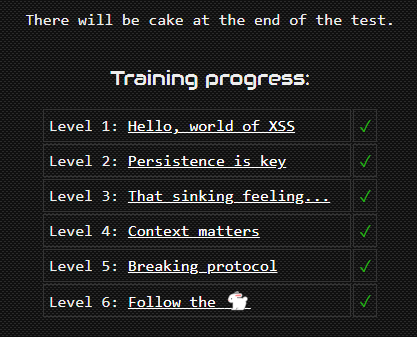 There will be cake at the end of the test.
Training progress:
Level 1: Hello, world of XSS ✓
Level 2: Persistence is key ✓
Level 3: That sinking feeling... ✓
Level 4: Context matters ✓
Level 5: Breaking protocol ✓
Level 6: Follow the 🐇 ✓